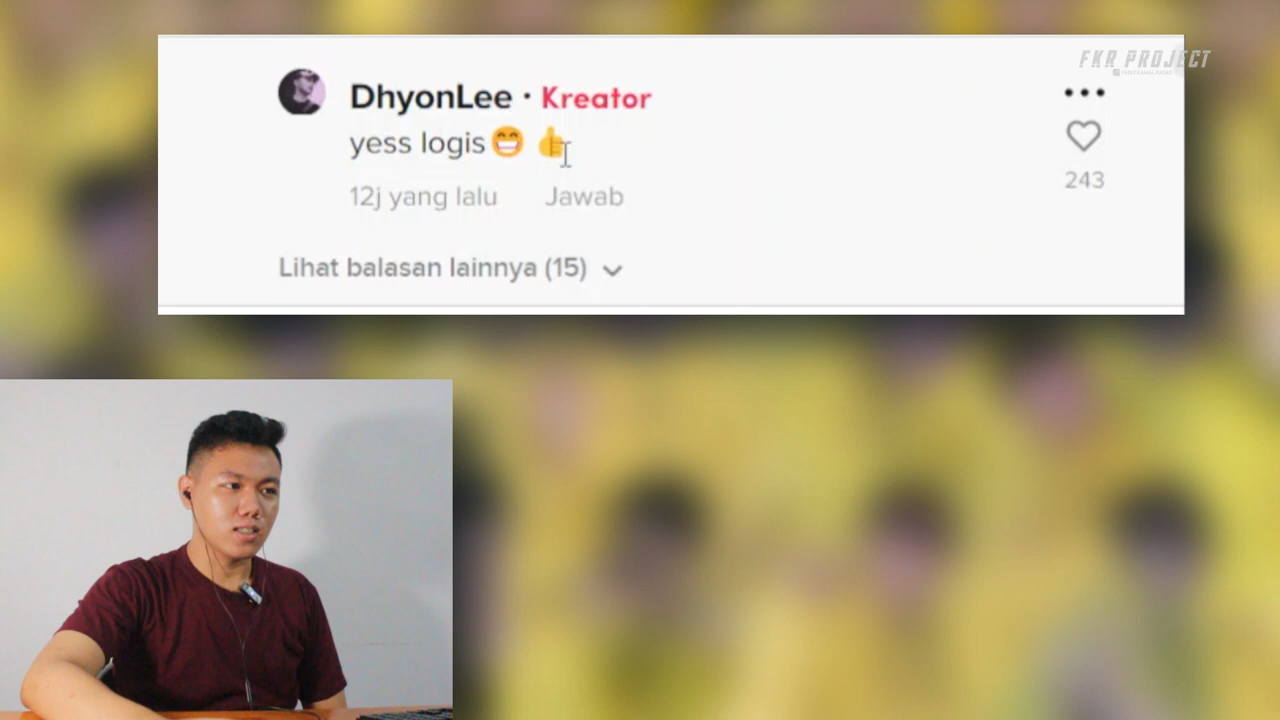 FKR PROJECT
DhyonLee · Kreator
yess logis😁 👍
12j yang lalu Jawab
243
Lihat balasan lainnya (15)